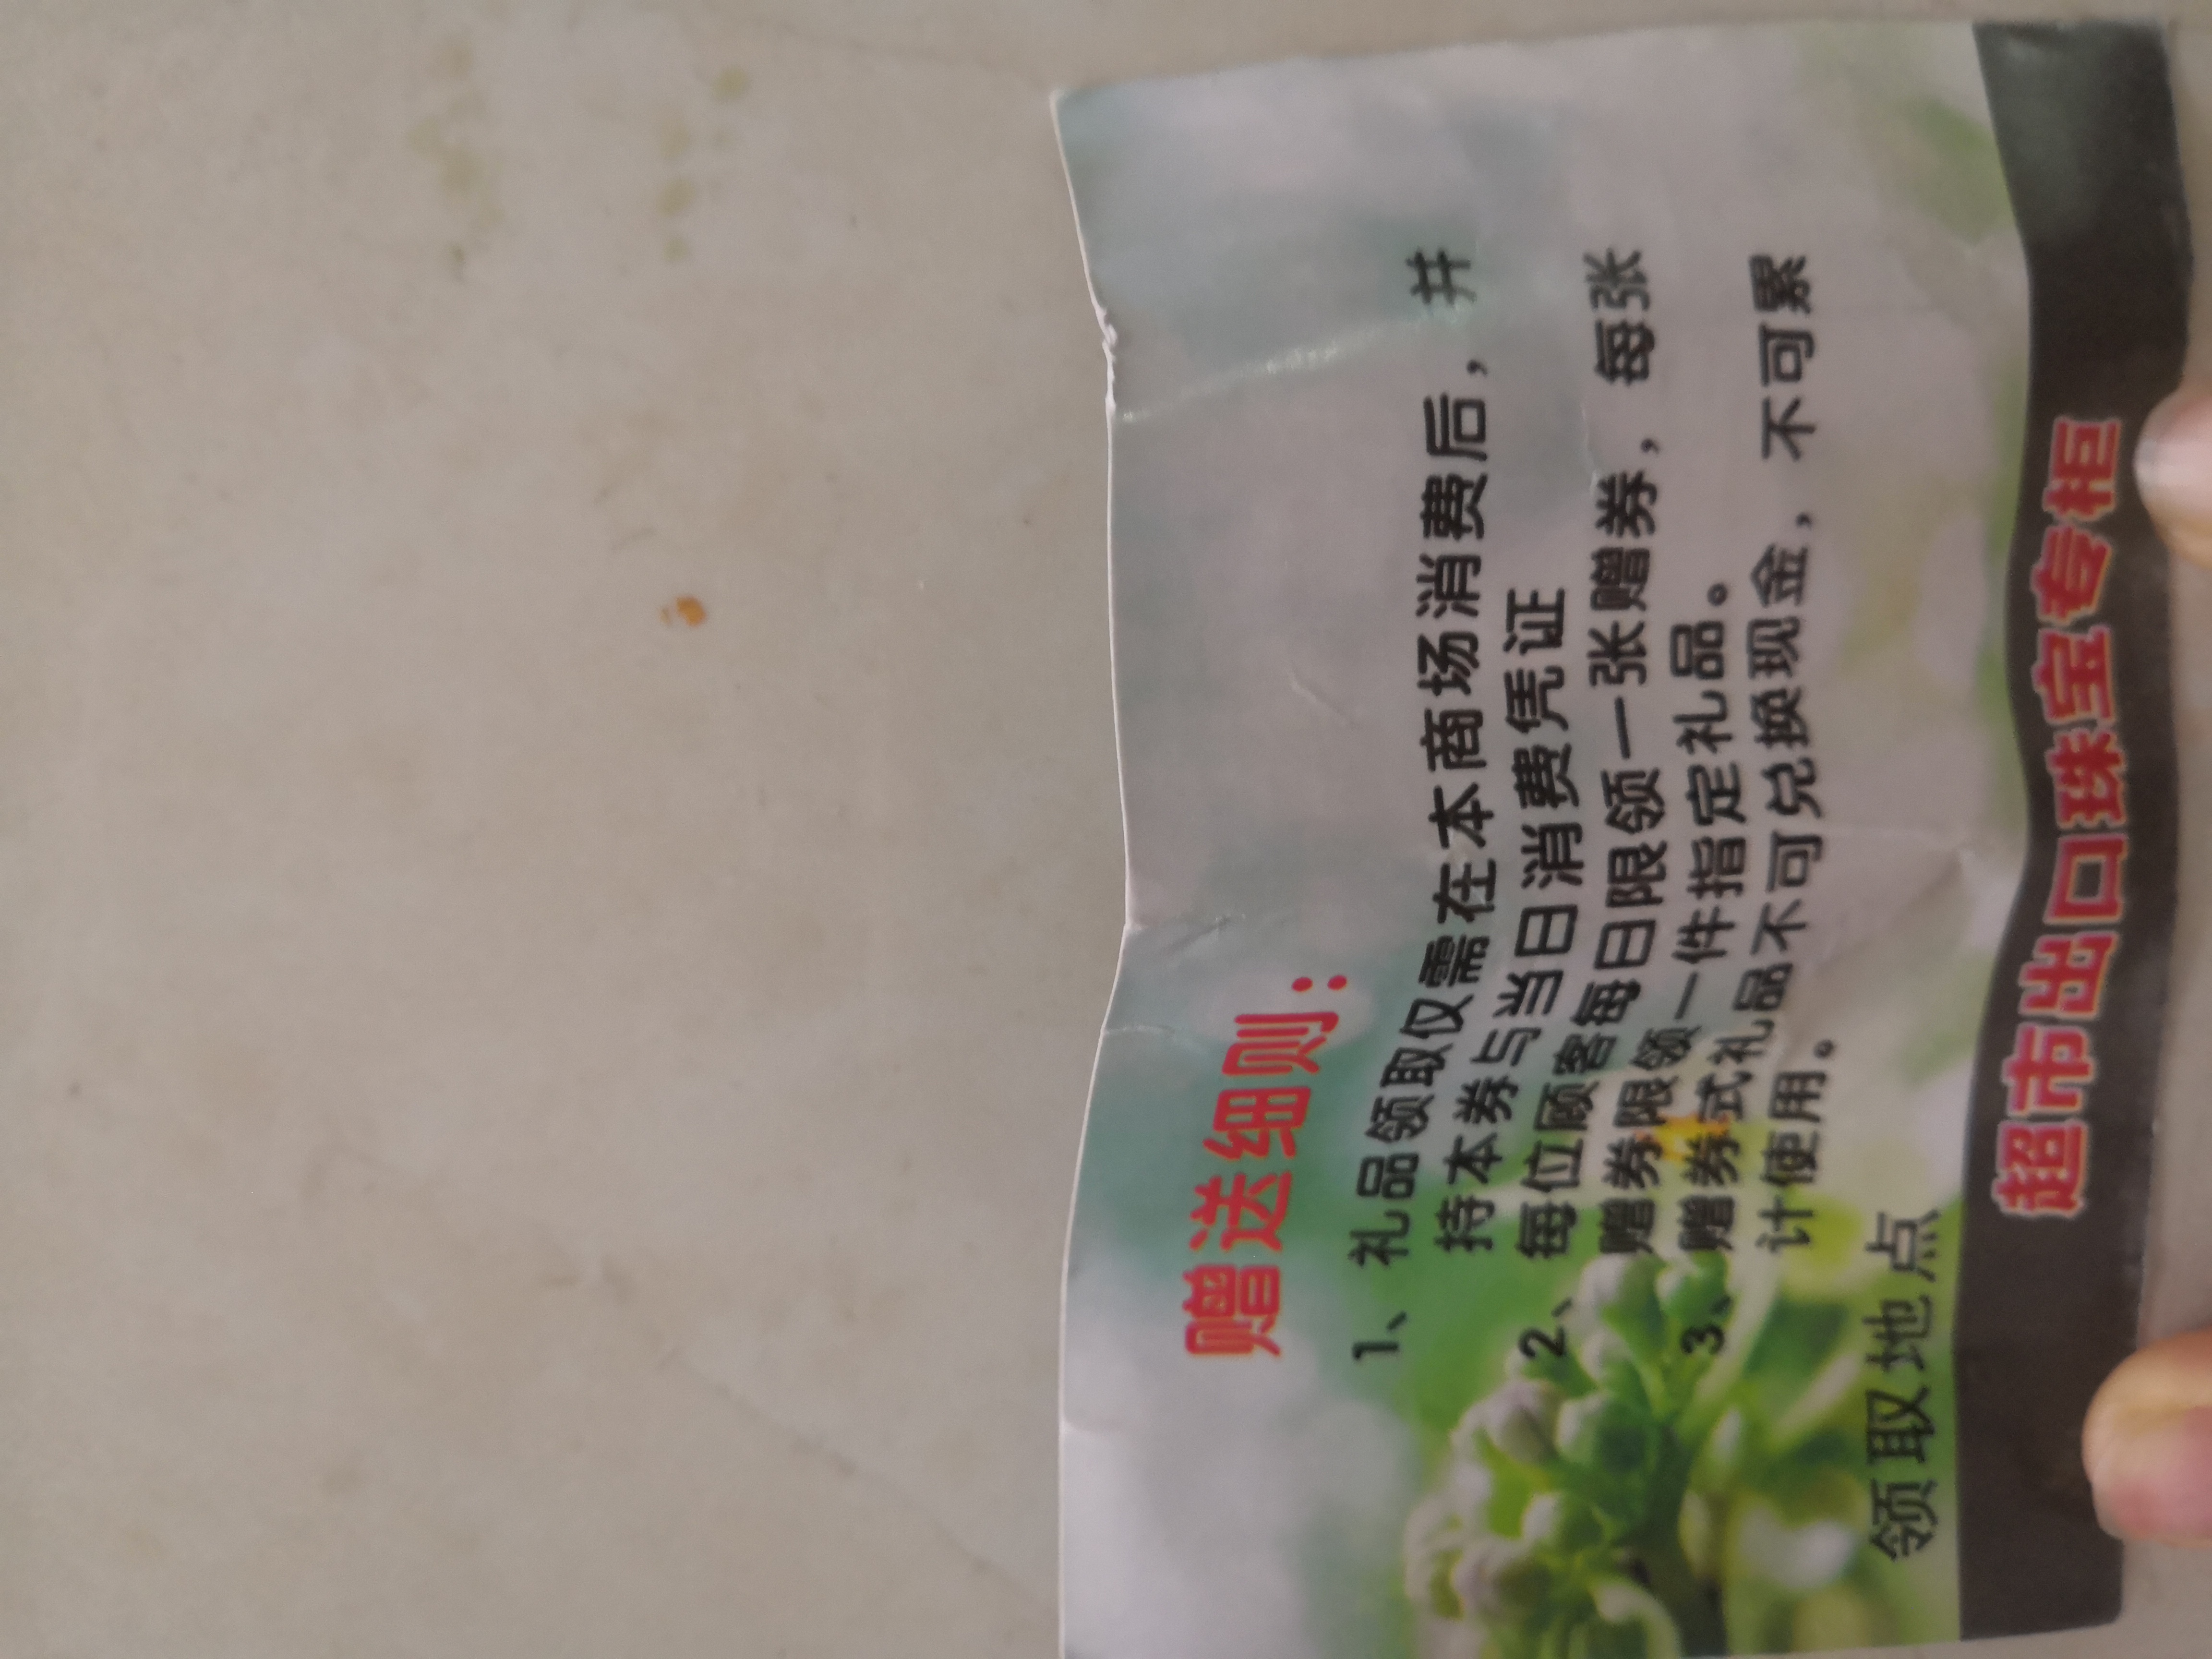 赠送细则：
1、礼品领取仅需在本商场消费后，并
持本券与当日消费凭证
2、每位顾客每日限领一张赠券，每张
赠券限领一件指定礼品。
3、赠券式礼品不可兑换现金，不可累
计使用。
领取地点
超市出口珠宝专柜